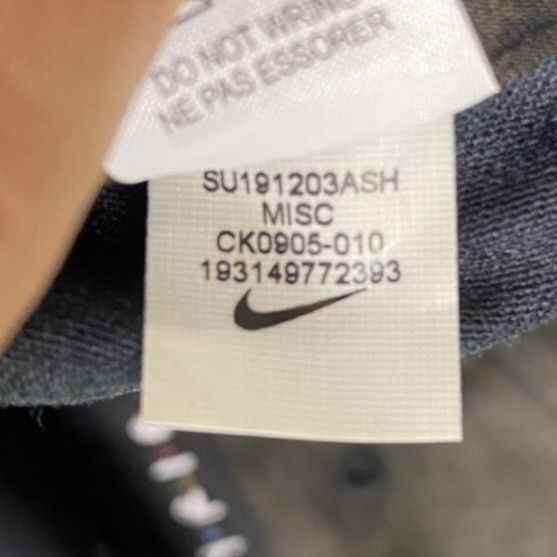 DO NOT WRING
NE PAS ESSORER
SU191203ASH
MISC
CK0905-010
193149772393